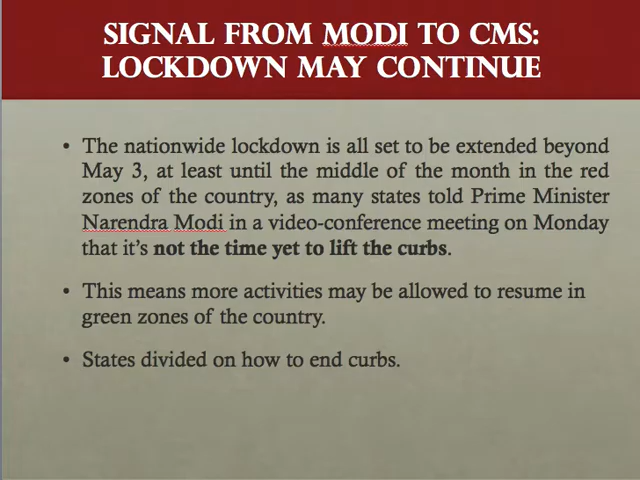 SIGNAL FROM MODI TO CMS:
LOCKDOWN MAY CONTINUE
• The nationwide lockdown is all set to be extended beyond
May 3, at least until the middle of the month in the red
zones of the country, as many states told Prime Minister
Narendra Modi in a video-conference meeting on Monday
that it's not the time yet to lift the curbs.
• This means more activities may be allowed to resume in
green zones of the country.
• States divided on how to end curbs.